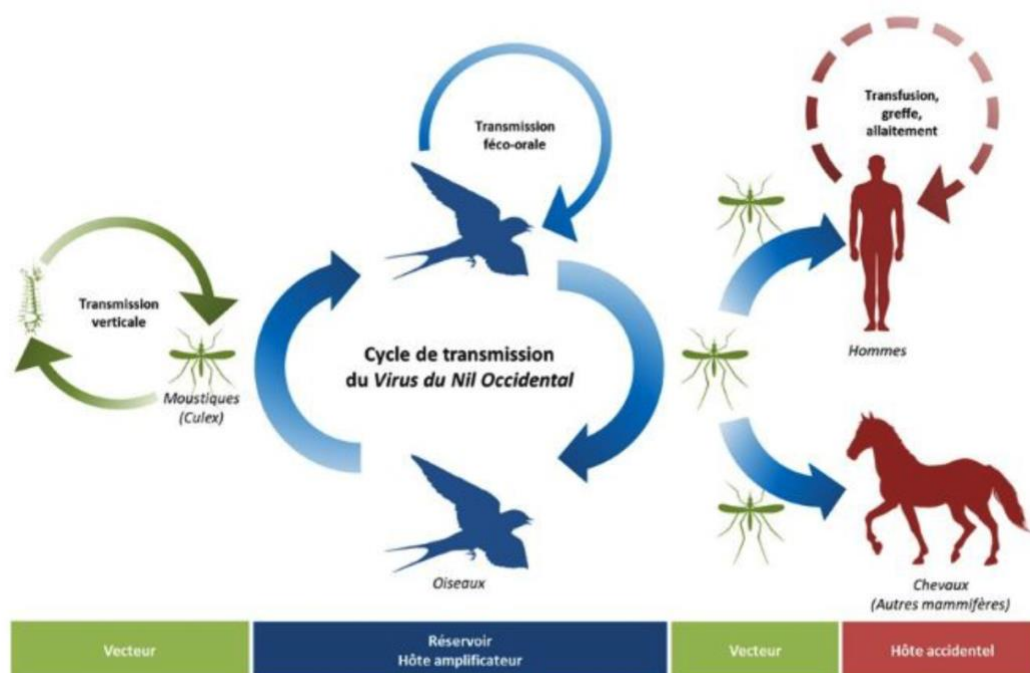 Transmission
féco-orale
Transfusion,
greffe,
allaitement
Transmission
verticale
Moustiques
(Culex)
Cycle de transmission
du Virus du Nil Occidental
Hommes
Oiseaux
Chevaux
(Autres mammifères)
Vecteur
Réservoir
Hôte amplificateur
Vecteur
Hôte accidentel